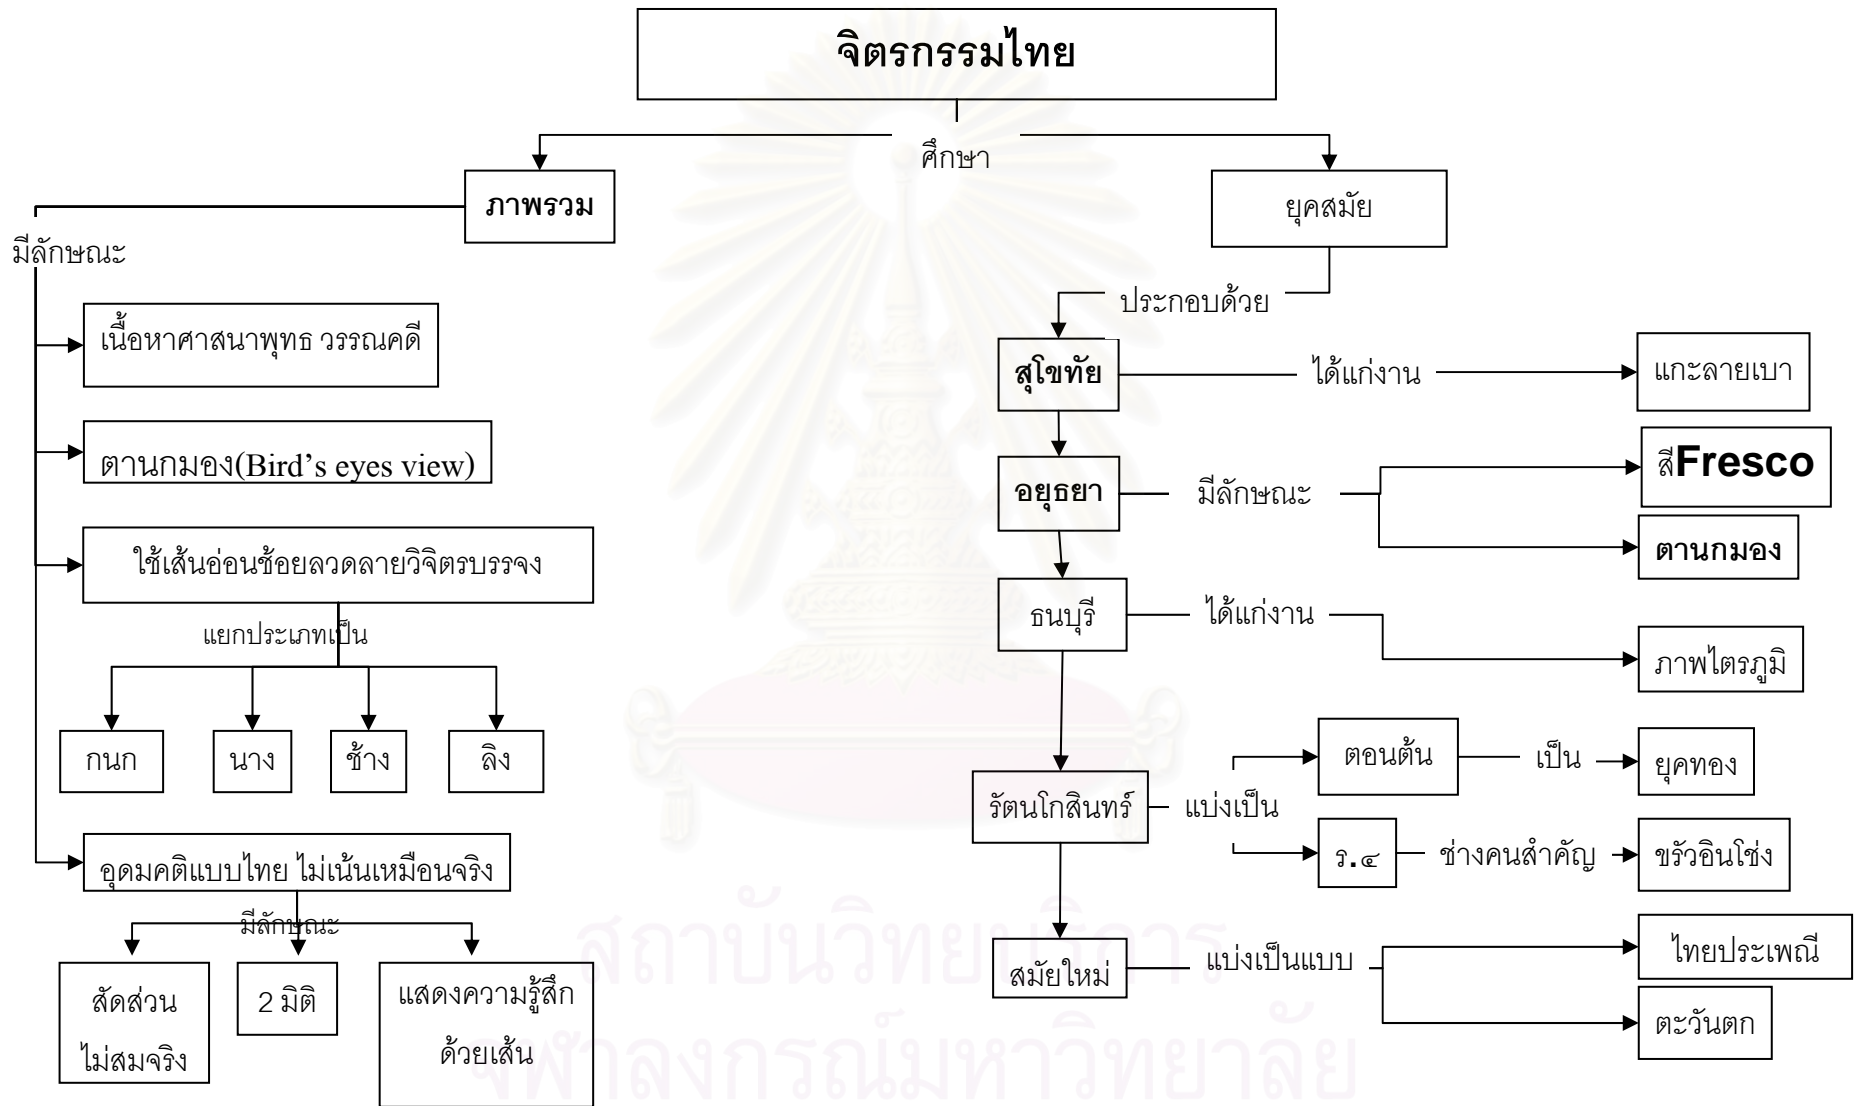 จิตรกรรมไทย
ศึกษา
ภาพรวม
ยุคสมัย
มีลักษณะ
เนื้อหาศาสนาพุทธ วรรณคดี
ตานกมอง(Bird's eyes view)
ใช้เส้นอ่อนช้อยลวดลายวิจิตรบรรจง
แยกประเภทเป็น
กนก
นาง
ช้าง
ลิง
อุดมคติแบบไทย ไม่เน้นเหมือนจริง
มีลักษณะ
สัดส่วน
ไม่สมจริง
2 มิติ
แสดงความรู้สึก
ด้วยเส้น
ประกอบด้วย
สุโขทัย
ได้แก่งาน
แกะลายเบา
อยุธยา
มีลักษณะ
สีFresco
ตานกมอง
ธนบุรี
ได้แก่งาน
ภาพไตรภูมิ
รัตนโกสินทร์
แบ่งเป็น
ตอนต้น
เป็น
ยุคทอง
ร.๔
ช่างคนสำคัญ
ขรัวอินโข่ง
สมัยใหม่
แบ่งเป็นแบบ
ไทยประเพณี
ตะวันตก
สถาบันวิทยบริการ
จุฬาลงกรณ์มหาวิทยาลัย